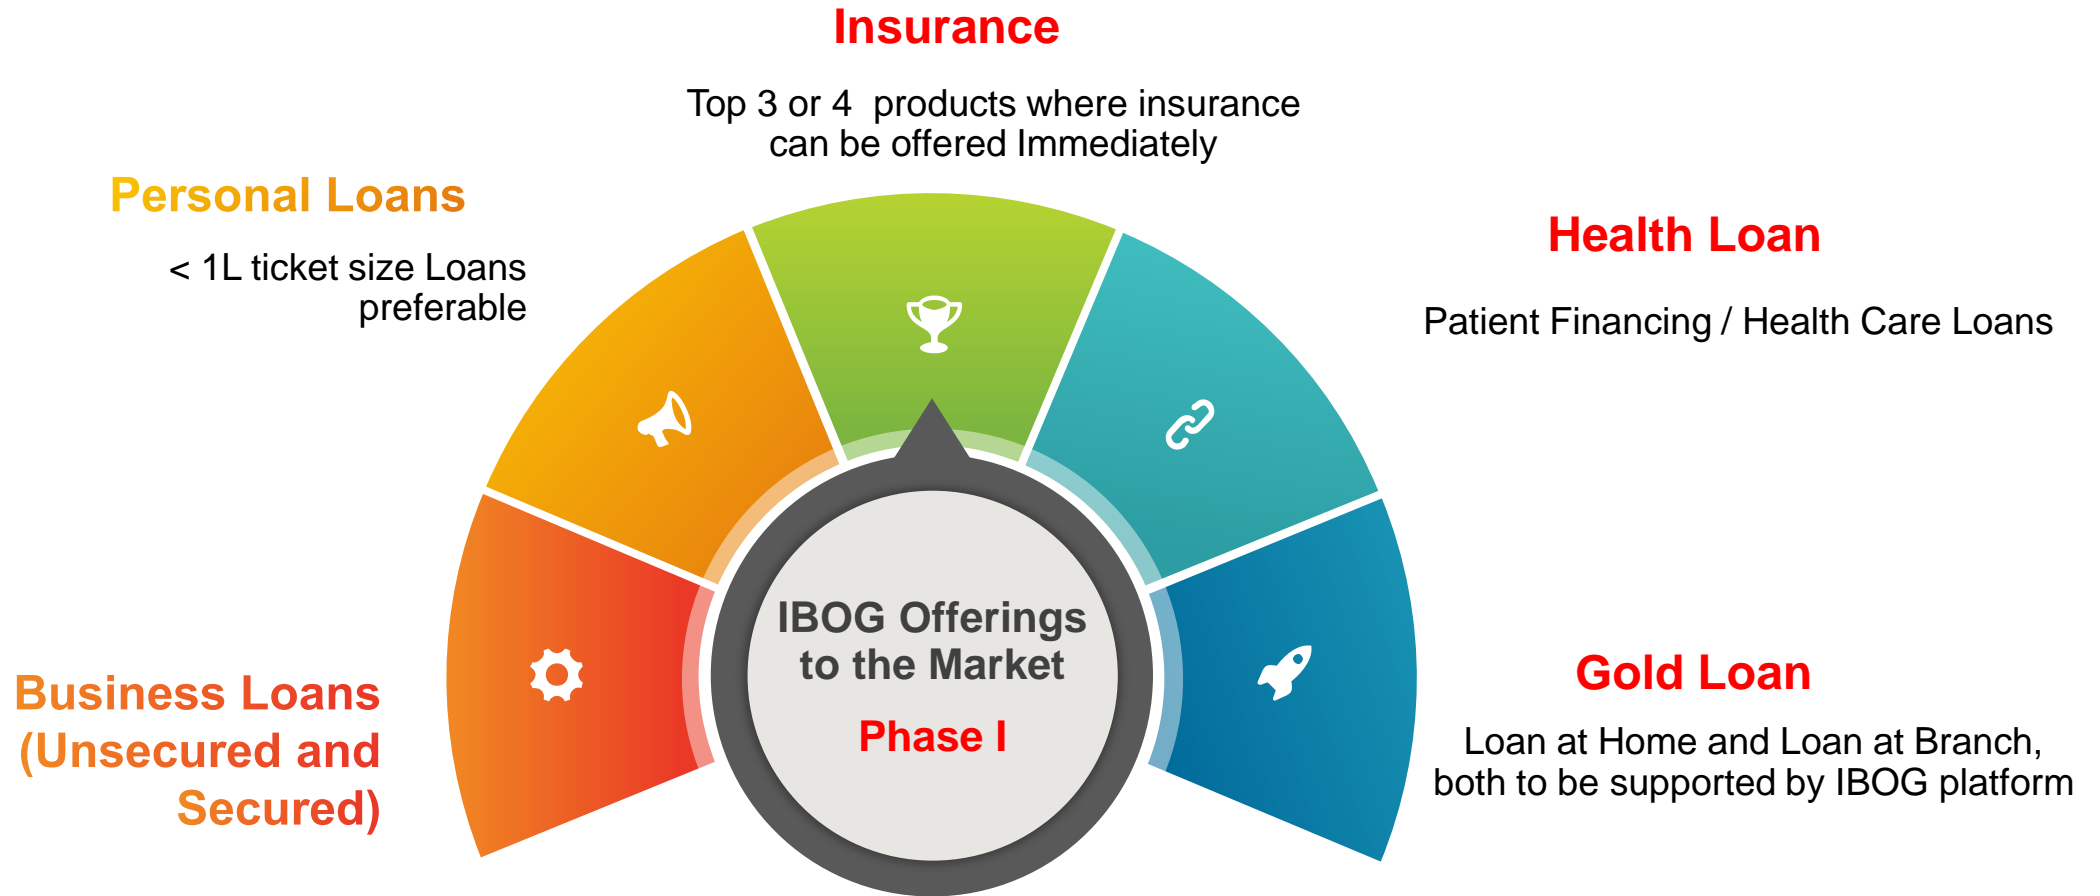 Insurance
Top 3 or 4 products where insurance
can be offered Immediately
Personal Loans
< 1L ticket size Loans
preferable
Health Loan
Patient Financing / Health Care Loans
IBOG Offerings
to the Market
Phase I
Business Loans
(Unsecured and
Secured)
Gold Loan
Loan at Home and Loan at Branch,
both to be supported by IBOG platform